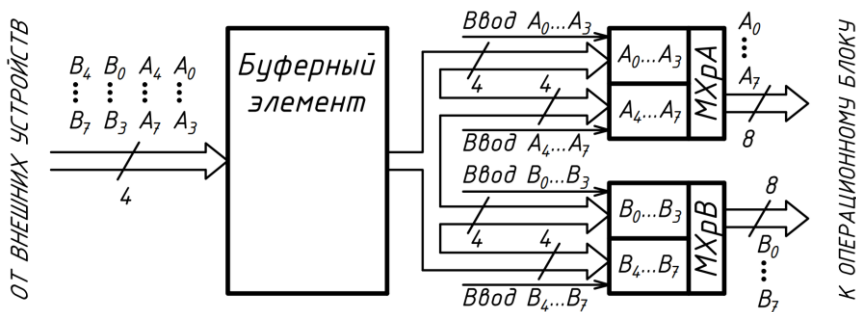 ОТ ВНЕШНИХ УСТРОЙСТВ
B4 B0 A4 A0
B7 B3 A7 A3
4
Буферный
элемент
Ввод A0...A3
4
4
Ввод A4...A7
Ввод B0...B3
4
4
Ввод B4...B7
A0...A3
A4...A7
МХрА
B0...B3
B4...B7
МХрВ
A0
A7
8
8
B0
B7
К ОПЕРАЦИОННОМУ БЛОКУ